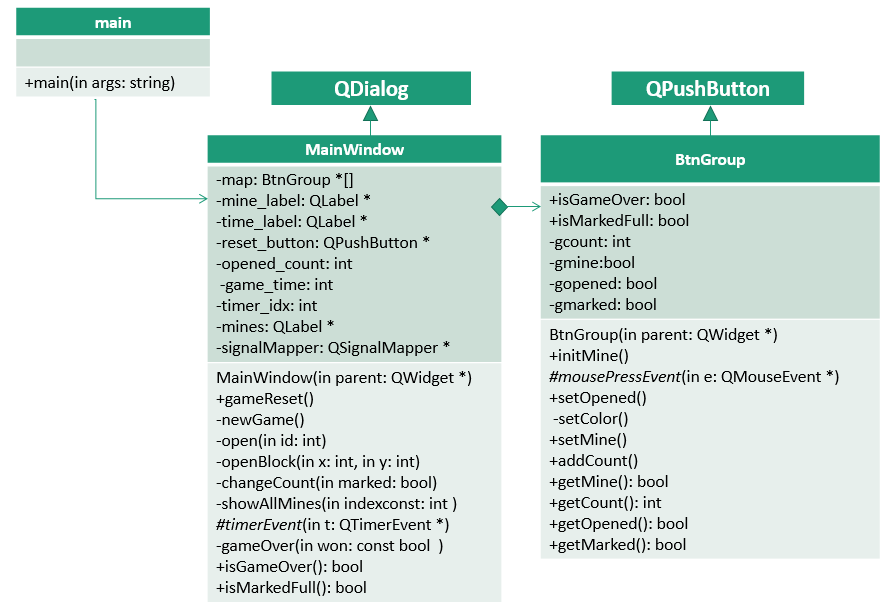 main
+main(in args: string)
QDialog
MainWindow
-map: BtnGroup *[]
-mine_label: QLabel *
-time_label: QLabel *
-reset_button: QPushButton *
-opened_count: int
-game_time: int
-timer_idx: int
-mines: QLabel *
-signalMapper: QSignalMapper *
MainWindow(in parent: QWidget *)
+gameReset()
-newGame()
-open(in id: int)
-openBlock(in x: int, in y: int)
-changeCount(in marked: bool)
-showAllMines(in indexconst: int )
#timerEvent(in t: QTimerEvent *)
-gameOver(in won: const bool  )
+isGameOver(): bool
+isMarkedFull(): bool
QPushButton
BtnGroup
+isGameOver: bool
+isMarkedFull: bool
-gcount: int
-gmine:bool
-gopened: bool
-gmarked: bool
BtnGroup(in parent: QWidget *)
+initMine()
#mousePressEvent(in e: QMouseEvent *)
+setOpened()
-setColor()
+setMine()
+addCount()
+getMine(): bool
+getCount(): int
+getOpened(): bool
+getMarked(): bool